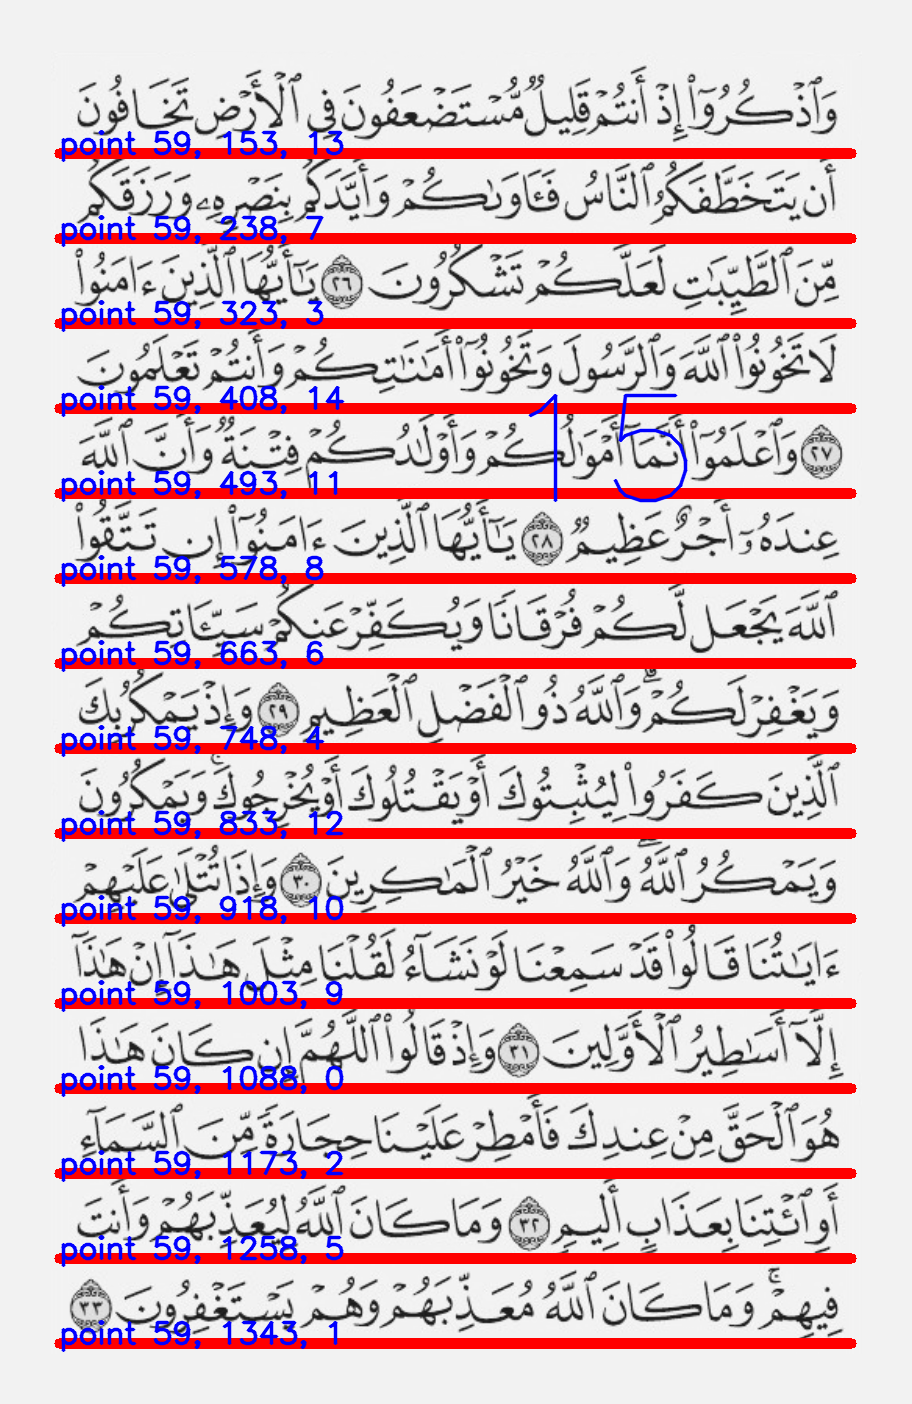 وَٱذْكُرُوٓا۟ إِذْ أَنتُمْ قَلِيلٌ مُّسْتَضْعَفُونَ فِى ٱلْأَرْضِ تَخَافُونَ
point 59, 153, 13
أَن يَتَخَطَّفَكُمُ ٱلنَّاسُ فَـَٔاوَىٰكُمْ وَأَيَّدَكُم بِنَصْرِهِۦ وَرَزَقَكُم
point 59, 238, 7
مِّنَ ٱلطَّيِّبَـٰتِ لَعَلَّكُمْ تَشْكُرُونَ ٢٦ يَـٰٓأَيُّهَا ٱلَّذِينَ ءَامَنُوا۟
point 59, 323, 3
لَا تَخُونُوا۟ ٱللَّهَ وَٱلرَّسُولَ وَتَخُونُوٓا۟ أَمَـٰنَـٰتِكُمْ وَأَنتُمْ تَعْلَمُونَ
point 59, 408, 14
٢٧ وَٱعْلَمُوٓا۟ أَنَّمَآ أَمْوَٰلُكُمْ وَأَوْلَـٰدُكُمْ فِتْنَةٌ وَأَنَّ ٱللَّهَ
15
point 59, 493, 11
عِندَهُۥٓ أَجْرٌ عَظِيمٌ ٢٨ يَـٰٓأَيُّهَا ٱلَّذِينَ ءَامَنُوٓا۟ إِن تَتَّقُوا۟
point 59, 578, 8
ٱللَّهَ يَجْعَل لَّكُمْ فُرْقَانًا وَيُكَفِّرْ عَنكُمْ سَيِّـَٔاتِكُمْ
point 59, 663, 6
وَيَغْفِرْ لَكُمْ ۗ وَٱللَّهُ ذُو ٱلْفَضْلِ ٱلْعَظِيمِ ٢٩ وَإِذْ يَمْكُرُ بِكَ
point 59, 748, 4
ٱلَّذِينَ كَفَرُوا۟ لِيُثْبِتُوكَ أَوْ يَقْتُلُوكَ أَوْ يُخْرِجُوكَ ۚ وَيَمْكُرُونَ
point 59, 833, 12
وَيَمْكُرُ ٱللَّهُ ۖ وَٱللَّهُ خَيْرُ ٱلْمَـٰكِرِينَ ٣٠ وَإِذَا تُتْلَىٰ عَلَيْهِمْ
point 59, 918, 10
ءَايَـٰتُنَا قَالُوا۟ قَدْ سَمِعْنَا لَوْ نَشَآءُ لَقُلْنَا مِثْلَ هَـٰذَآ إِنْ هَـٰذَآ
point 59, 1003, 9
إِلَّآ أَسَـٰطِيرُ ٱلْأَوَّلِينَ ٣١ وَإِذْ قَالُوا۟ ٱللَّهُمَّ إِن كَانَ هَـٰذَا
point 59, 1088, 0
هُوَ ٱلْحَقَّ مِنْ عِندِكَ فَأَمْطِرْ عَلَيْنَا حِجَارَةً مِّنَ ٱلسَّمَآءِ
point 59, 1173, 2
أَوِ ٱئْتِنَا بِعَذَابٍ أَلِيمٍ ٣٢ وَمَا كَانَ ٱللَّهُ لِيُعَذِّبَهُمْ وَأَنتَ
point 59, 1258, 5
فِيهِمْ ۚ وَمَا كَانَ ٱللَّهُ مُعَذِّبَهُمْ وَهُمْ يَسْتَغْفِرُونَ ٣٣
point 59, 1343, 1